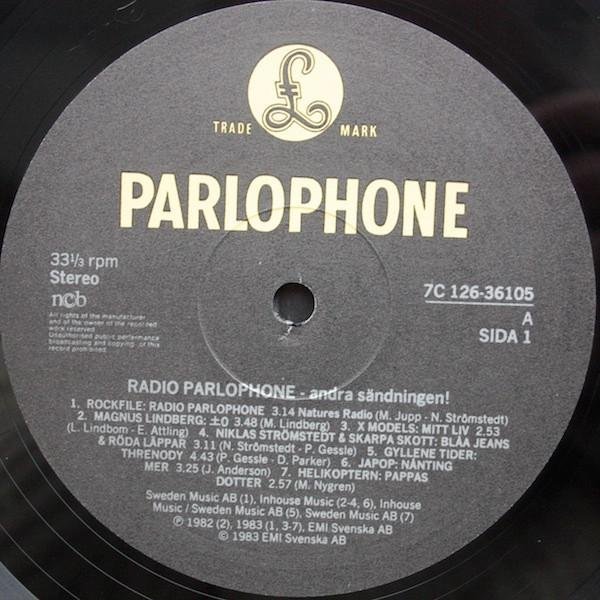 £
TRADE MARK
PARLOPHONE
33⅓ rpm
Stereo
ncb
All rights of the manufacturer
and of the owner of the recorded
work reserved.
Unauthorised public performance
broadcasting and copying of this
record prohibited.
7C 126-36105
A
SIDA 1
RADIO PARLOPHONE - andra sändningen!
1. ROCKFILE: RADIO PARLOPHONE 3.14 Natures Radio (M. Jupp - N. Strömstedt)
2. MAGNUS LINDBERG: ±0 3.48 (M. Lindberg) 3. X MODELS: MITT LIV 2.53
(L. Lindbom - E. Attling) 4. NIKLAS STRÖMSTEDT & SKARPA SKOTT: BLÅA JEANS
& RÖDA LÄPPAR 3.11 (N. Strömstedt - P. Gessle) 5. GYLLENE TIDER:
THRENODY 4.43 (P. Gessle - D. Parker) 6. JAPOP: NÅNTING
MER 3.25 (J. Anderson) 7. HELIKOPTERN: PAPPAS
DOTTER 2.57 (M. Nygren)
Sweden Music AB (1), Inhouse Music (2-4, 6), Inhouse
Music / Sweden Music AB (5), Sweden Music AB (7)
℗ 1982 (2), 1983 (1, 3-7), EMI Svenska AB
© 1983 EMI Svenska AB